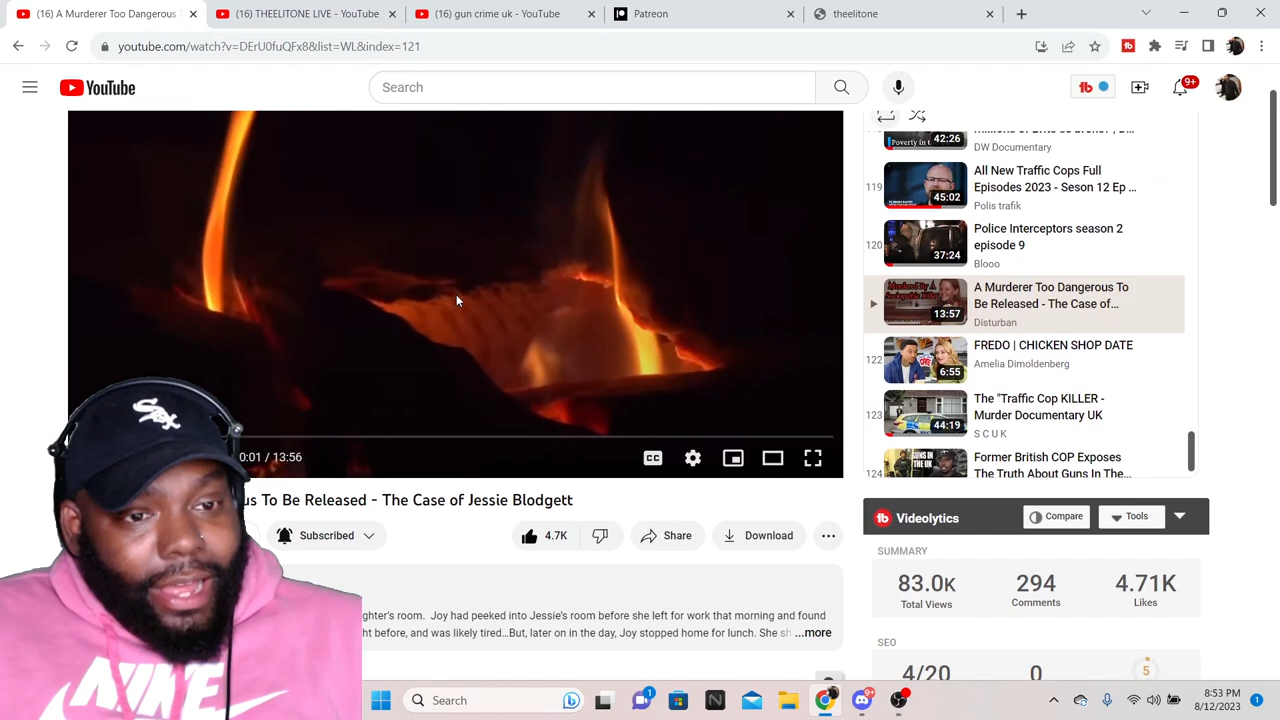 (16) A Murderer Too Dangerous
(16) THEELITONE LIVE - YouTube
(16) gun crime uk - YouTube
Patreon
theelitone
youtube.com/watch?v=DErU0fuQFx8&list=WL&index=121
YouTube
Search
9+
42:26
DW Documentary
119
45:02
All New Traffic Cops Full
Episodes 2023 - Seson 12 Ep ...
Polis trafik
120
37:24
Police Interceptors season 2
episode 9
Blooo
13:57
A Murderer Too Dangerous To
Be Released - The Case of...
Disturban
122
6:55
FREDO | CHICKEN SHOP DATE
Amelia Dimoldenberg
123
44:19
The "Traffic Cop KILLER -
Murder Documentary UK
S C U K
124
Former British COP Exposes
The Truth About Guns In The...
0:01 / 13:56
CC
us To Be Released - The Case of Jessie Blodgett
Subscribed
4.7K
Share
Download
ghter's room. Joy had peeked into Jessie's room before she left for work that morning and found
ht before, and was likely tired...But, later on in the day, Joy stopped home for lunch. She sh ...more
Videolytics
Compare
Tools
SUMMARY
83.0K
Total Views
294
Comments
4.71K
Likes
SEO
4/20
0
5
SOX
NIKE
Search
1
9+
8:53 PM
8/12/2023
1